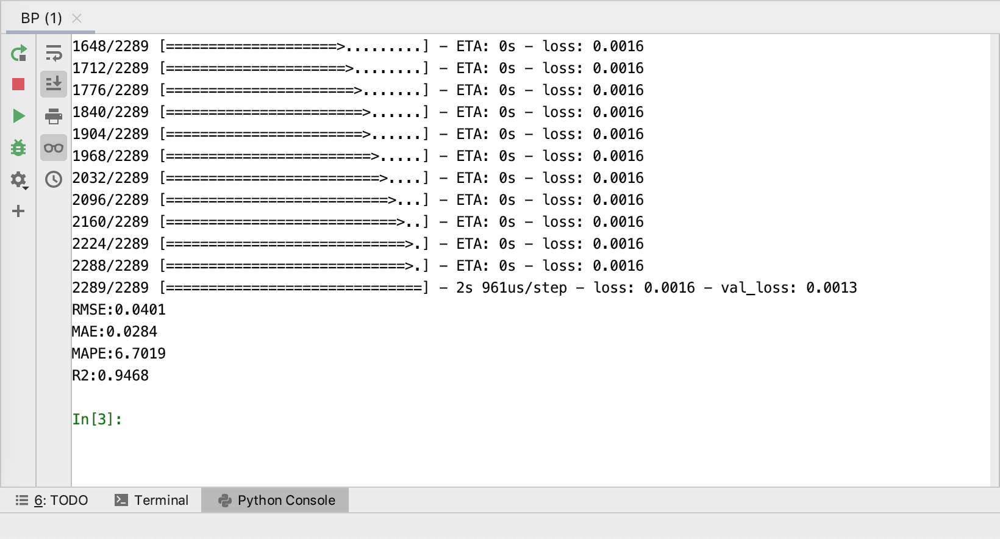 BP (1)
1648/2289 [====================>.........] - ETA: 0s - loss: 0.0016
1712/2289 [=====================>........] - ETA: 0s - loss: 0.0016
1776/2289 [======================>.......] - ETA: 0s - loss: 0.0016
1840/2289 [=======================>......] - ETA: 0s - loss: 0.0016
1904/2289 [=======================>......] - ETA: 0s - loss: 0.0016
1968/2289 [========================>.....] - ETA: 0s - loss: 0.0016
2032/2289 [=========================>....] - ETA: 0s - loss: 0.0016
2096/2289 [==========================>...] - ETA: 0s - loss: 0.0016
2160/2289 [===========================>..] - ETA: 0s - loss: 0.0016
2224/2289 [============================>.] - ETA: 0s - loss: 0.0016
2288/2289 [============================>.] - ETA: 0s - loss: 0.0016
2289/2289 [==============================] - 2s 961us/step - loss: 0.0016 - val_loss: 0.0013
RMSE:0.0401
MAE:0.0284
MAPE:6.7019
R2:0.9468
In[3]:
6: TODO Terminal Python Console